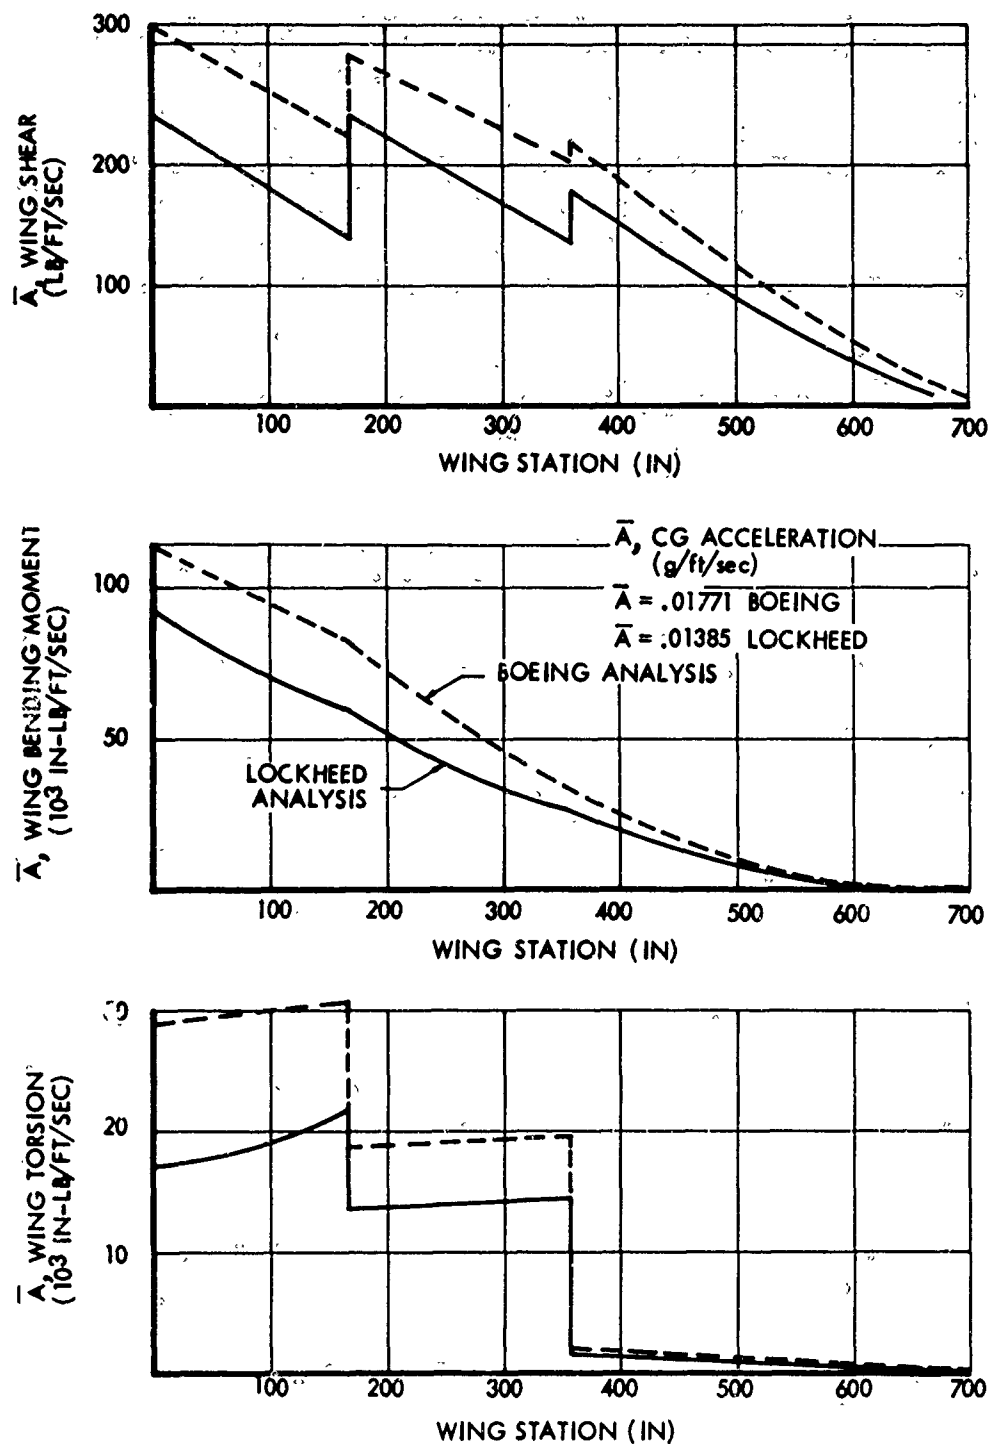 300
200
100
A̅, WING SHEAR
(LB/FT/SEC)
100 200 300 400 500 600 700
WING STATION (IN)
100
50
A̅, WING BENDING MOMENT
(10³ IN-LB/FT/SEC)
A̅, CG ACCELERATION
(g/ft/sec)
A̅ = .01771 BOEING
A̅ = .01385 LOCKHEED
BOEING ANALYSIS
LOCKHEED
ANALYSIS
100 200 300 400 500 600 700
WING STATION (IN)
20
10
A̅, WING TORSION
(10³ IN-LB/FT/SEC)
100 200 300 400 500 600 700
WING STATION (IN)